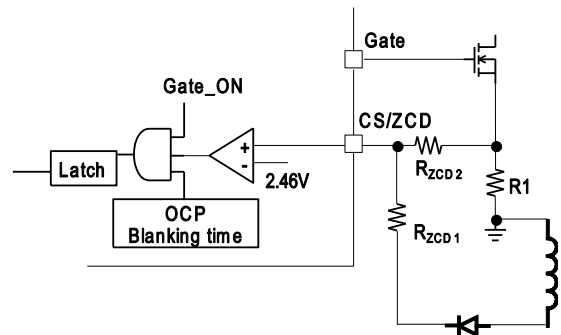 Gate
Gate_ON
CS/ZCD
+
-
2.46V
Latch
RZCD2
R1
OCP
Blanking time
RZCD1